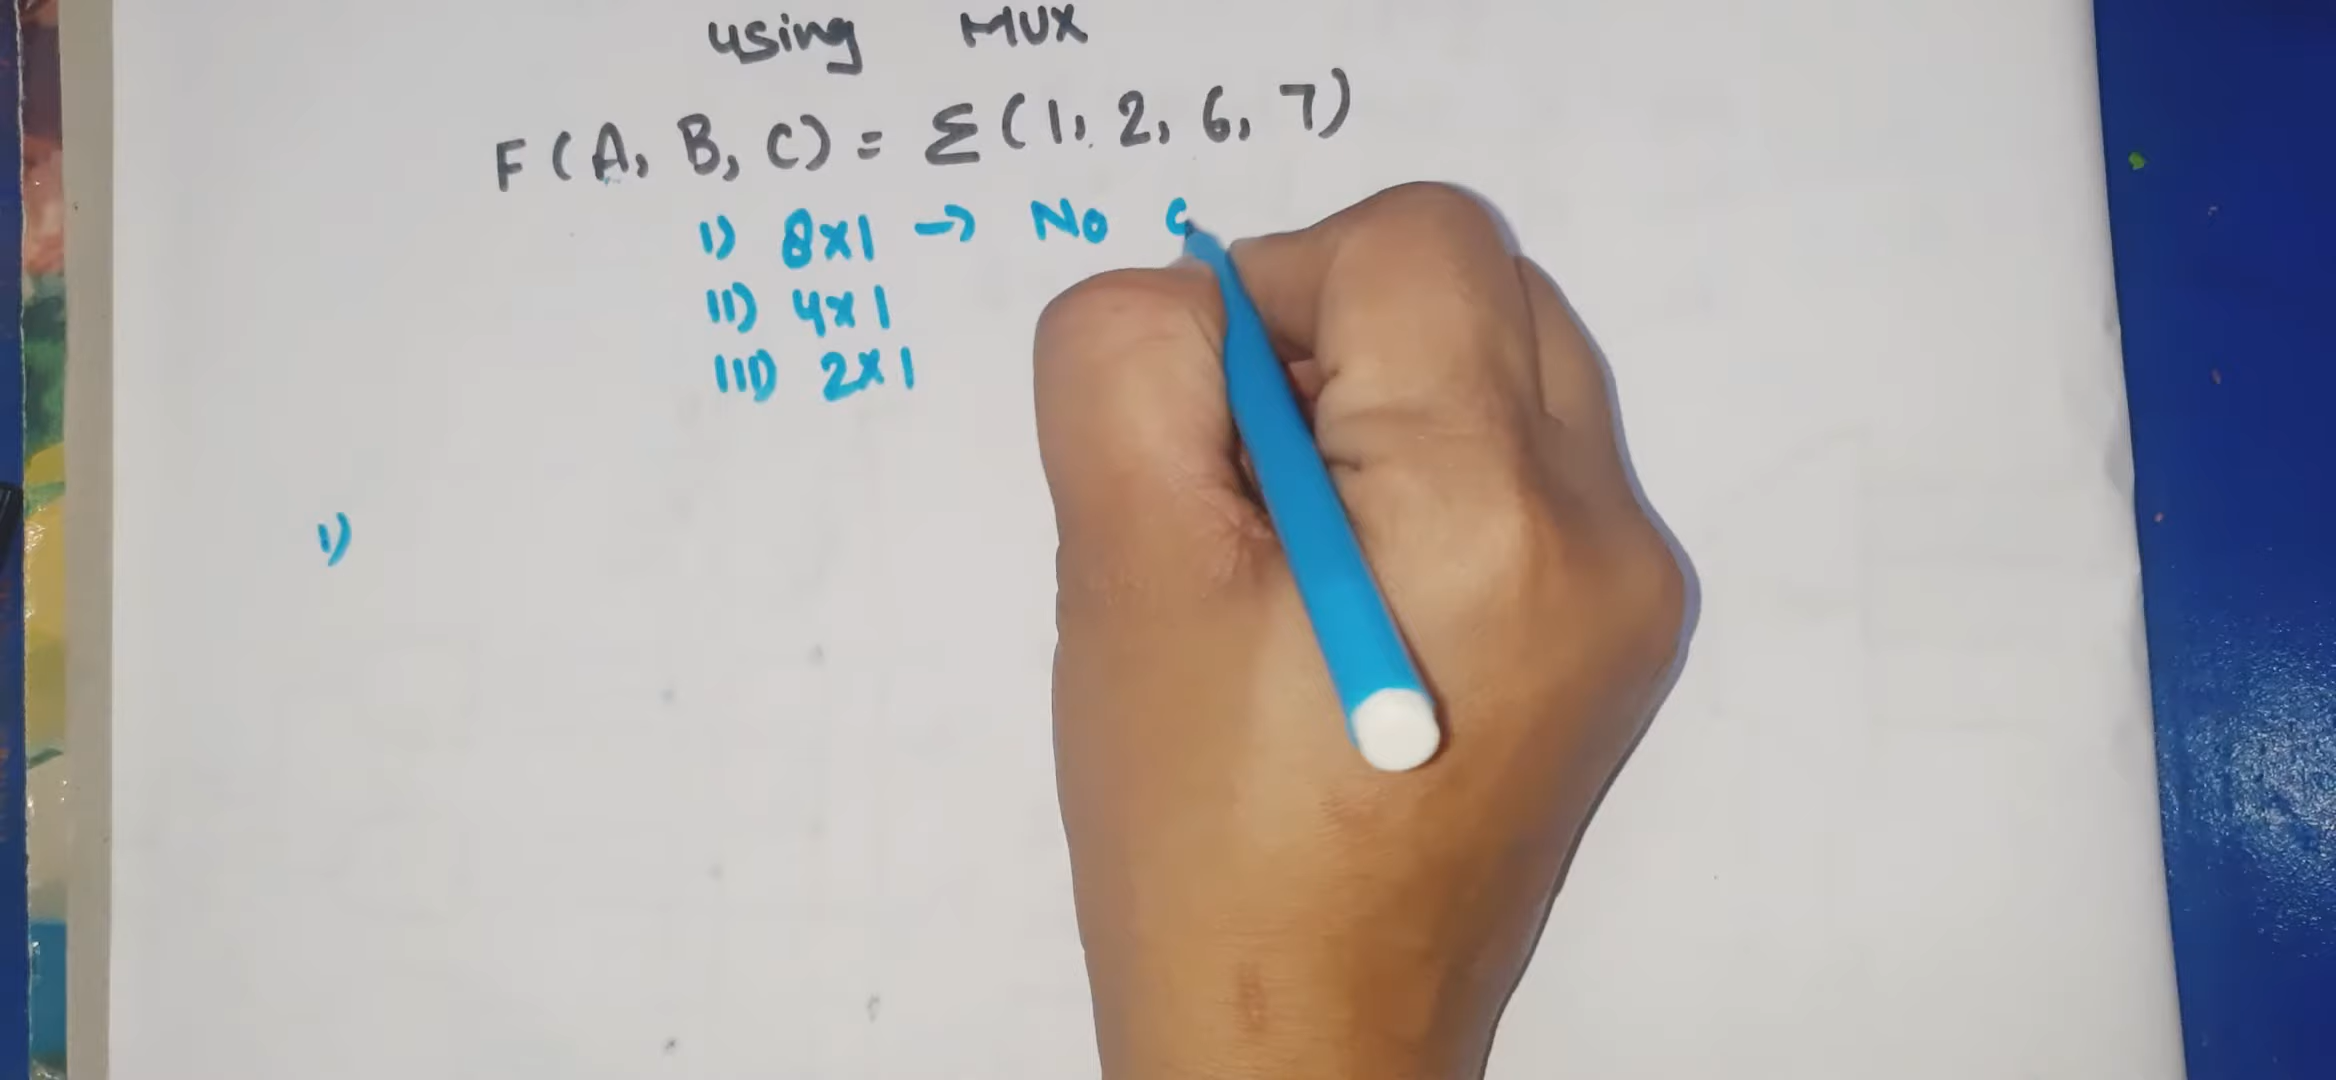 using MUX
F(A, B, C) = Σ(1, 2, 6, 7)
i) 8x1 → No
ii) 4x1
iii) 2x1
i)